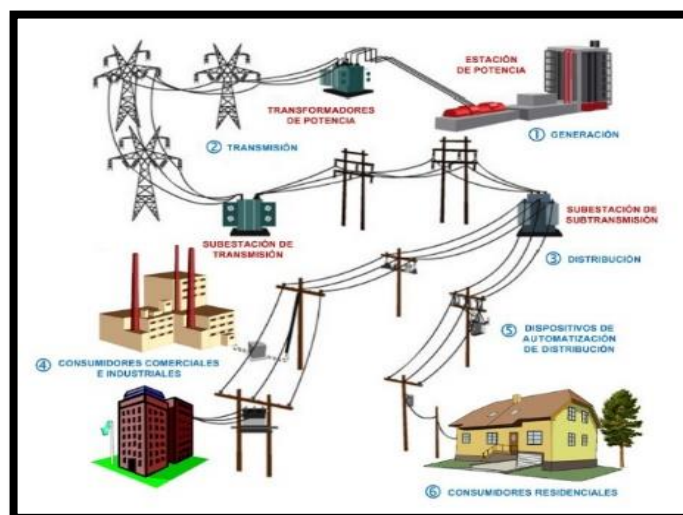 ESTACIÓN
DE POTENCIA
TRANSFORMADORES
DE POTENCIA
① GENERACIÓN
② TRANSMISIÓN
SUBESTACIÓN DE
SUBTRANSMISIÓN
SUBESTACIÓN DE
TRANSMISIÓN
③ DISTRIBUCIÓN
⑤ DISPOSITIVOS DE
AUTOMATIZACIÓN
DE DISTRIBUCIÓN
④ CONSUMIDORES COMERCIALES
E INDUSTRIALES
⑥ CONSUMIDORES RESIDENCIALES